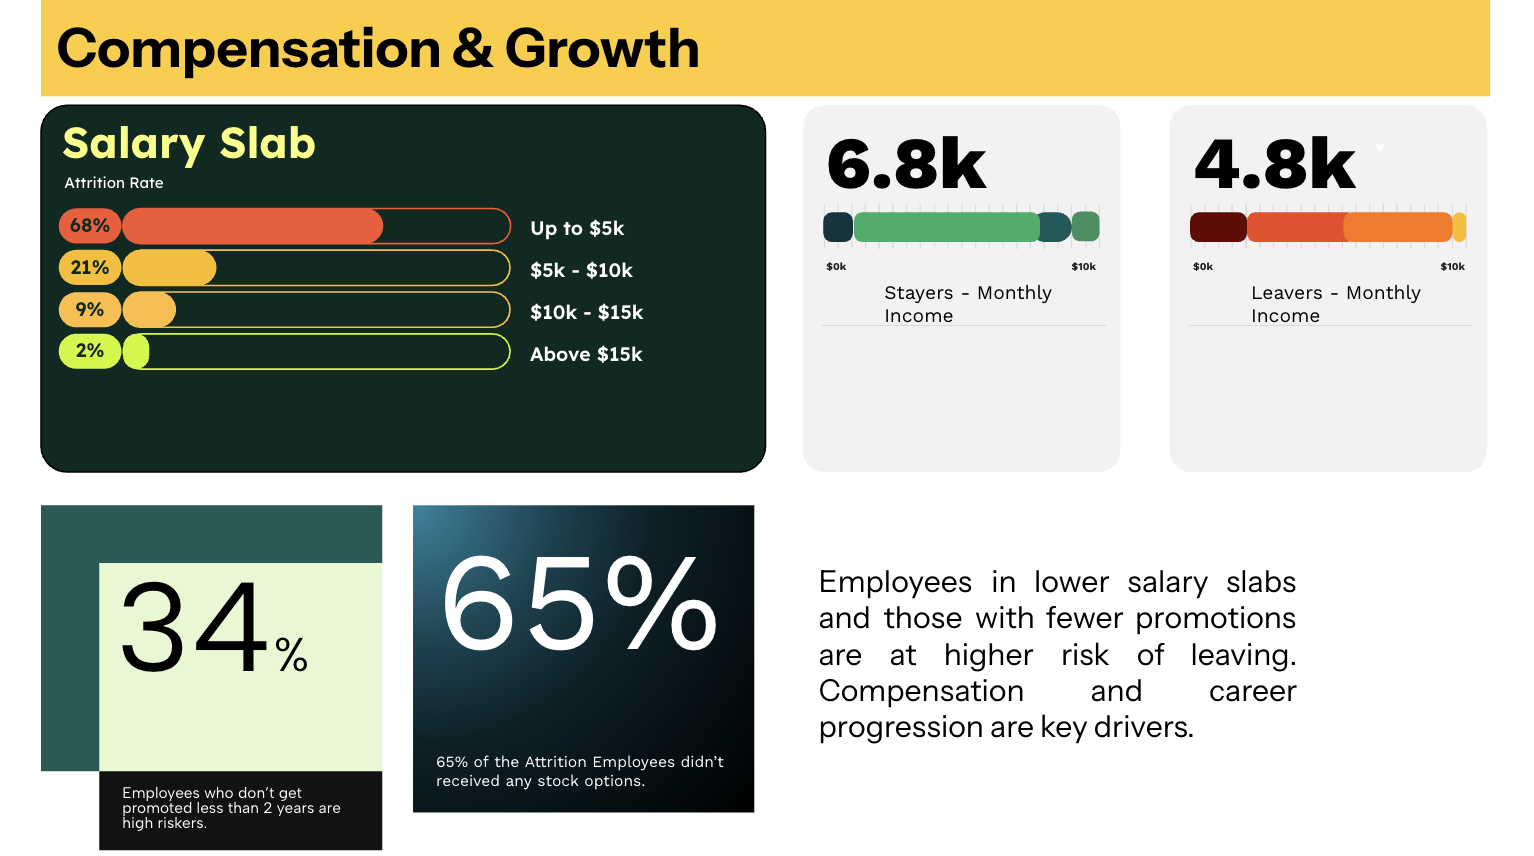 Compensation & Growth
Salary Slab
Attrition Rate
68%
Up to $5k
21%
$5k - $10k
9%
$10k - $15k
2%
Above $15k
6.8k
$0k
$10k
Stayers - Monthly
Income
4.8k
$0k
$10k
Leavers - Monthly
Income
34%
Employees who don't get
promoted less than 2 years are
high riskers.
65%
65% of the Attrition Employees didn't
received any stock options.
Employees in lower salary slabs
and those with fewer promotions
are at higher risk of leaving.
Compensation and career
progression are key drivers.